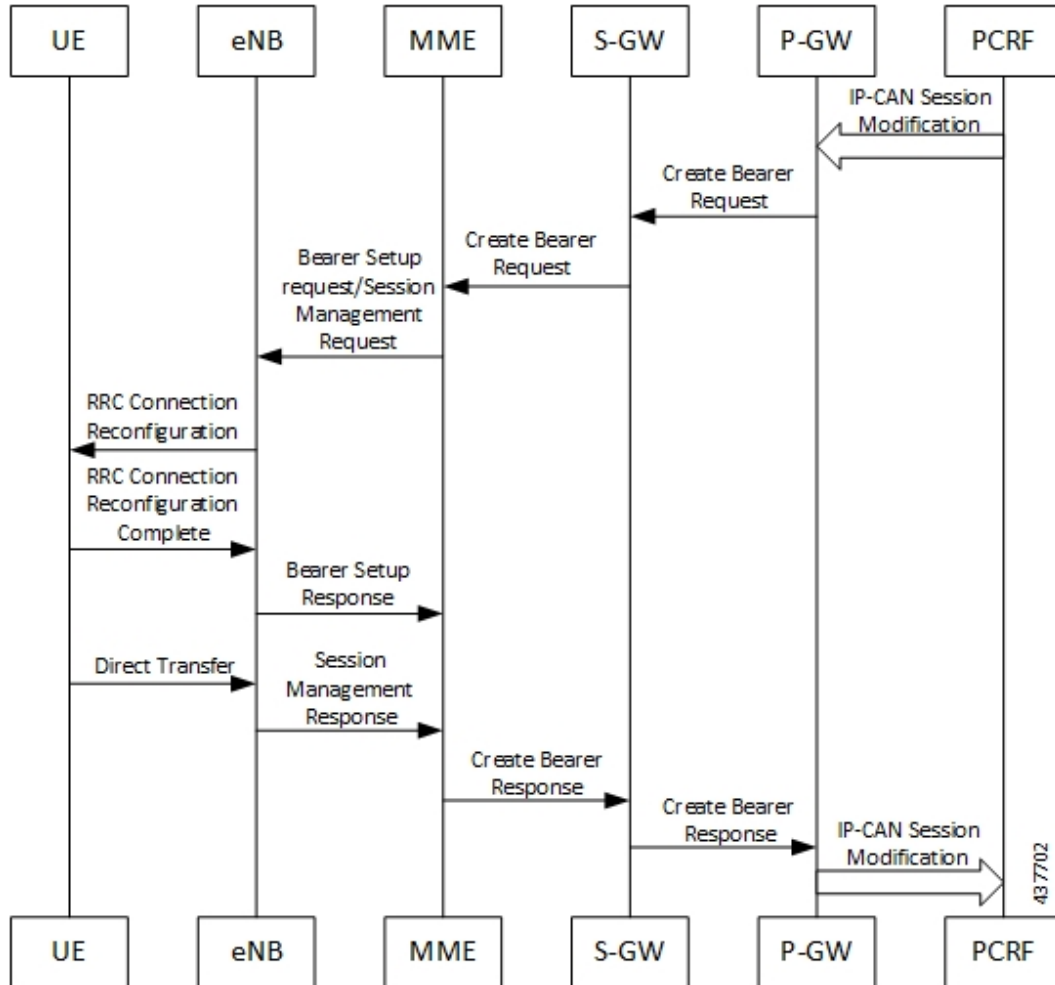 UE
eNB
MME
S-GW
P-GW
PCRF
IP-CAN Session
Modification
Create Bearer
Request
Create Bearer
Request
Bearer Setup
request/Session
Management
Request
RRC Connection
Reconfiguration
RRC Connection
Reconfiguration
Complete
Bearer Setup
Response
Direct Transfer
Session
Management
Response
Create Bearer
Response
Create Bearer
Response
IP-CAN Session
Modification
437702
UE
eNB
MME
S-GW
P-GW
PCRF